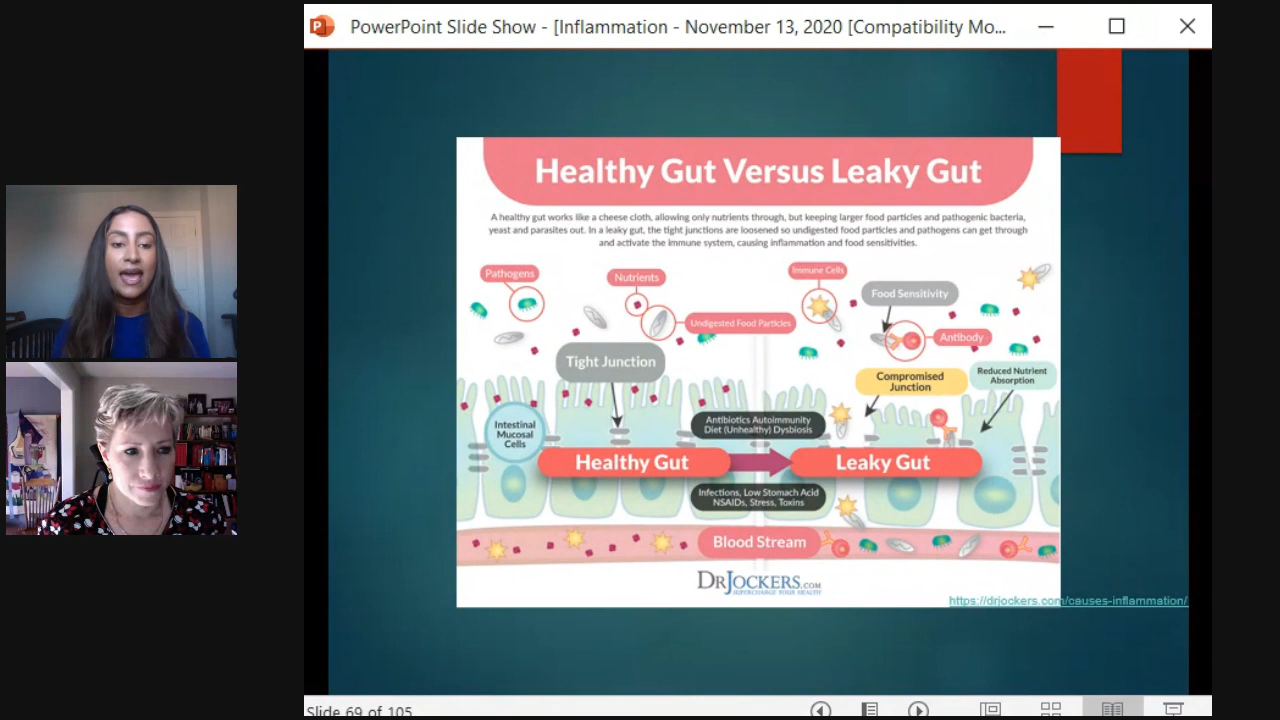 PowerPoint Slide Show - [Inflammation - November 13, 2020 [Compatibility Mo...
Healthy Gut Versus Leaky Gut
A healthy gut works like a cheese cloth, allowing only nutrients through, but keeping larger food particles and pathogenic bacteria,
yeast and parasites out. In a leaky gut, the tight junctions are loosened so undigested food particles and pathogens can get through
and activate the immune system, causing inflammation and food sensitivities.
Pathogens
Nutrients
Immune Cells
Food Sensitivity
Undigested Food Particles
Antibody
Tight Junction
Compromised
Junction
Reduced Nutrient
Absorption
Intestinal
Mucosal
Cells
Antibiotics Autoimmunity
Diet (Unhealthy) Dysbiosis
Healthy Gut
Leaky Gut
Infections, Low Stomach Acid
NSAIDs, Stress, Toxins
Blood Stream
DRJOCKERS.COM
SUPERCHARGE YOUR HEALTH
https://drjockers.com/causes-inflammation/
Slide 69 of 105